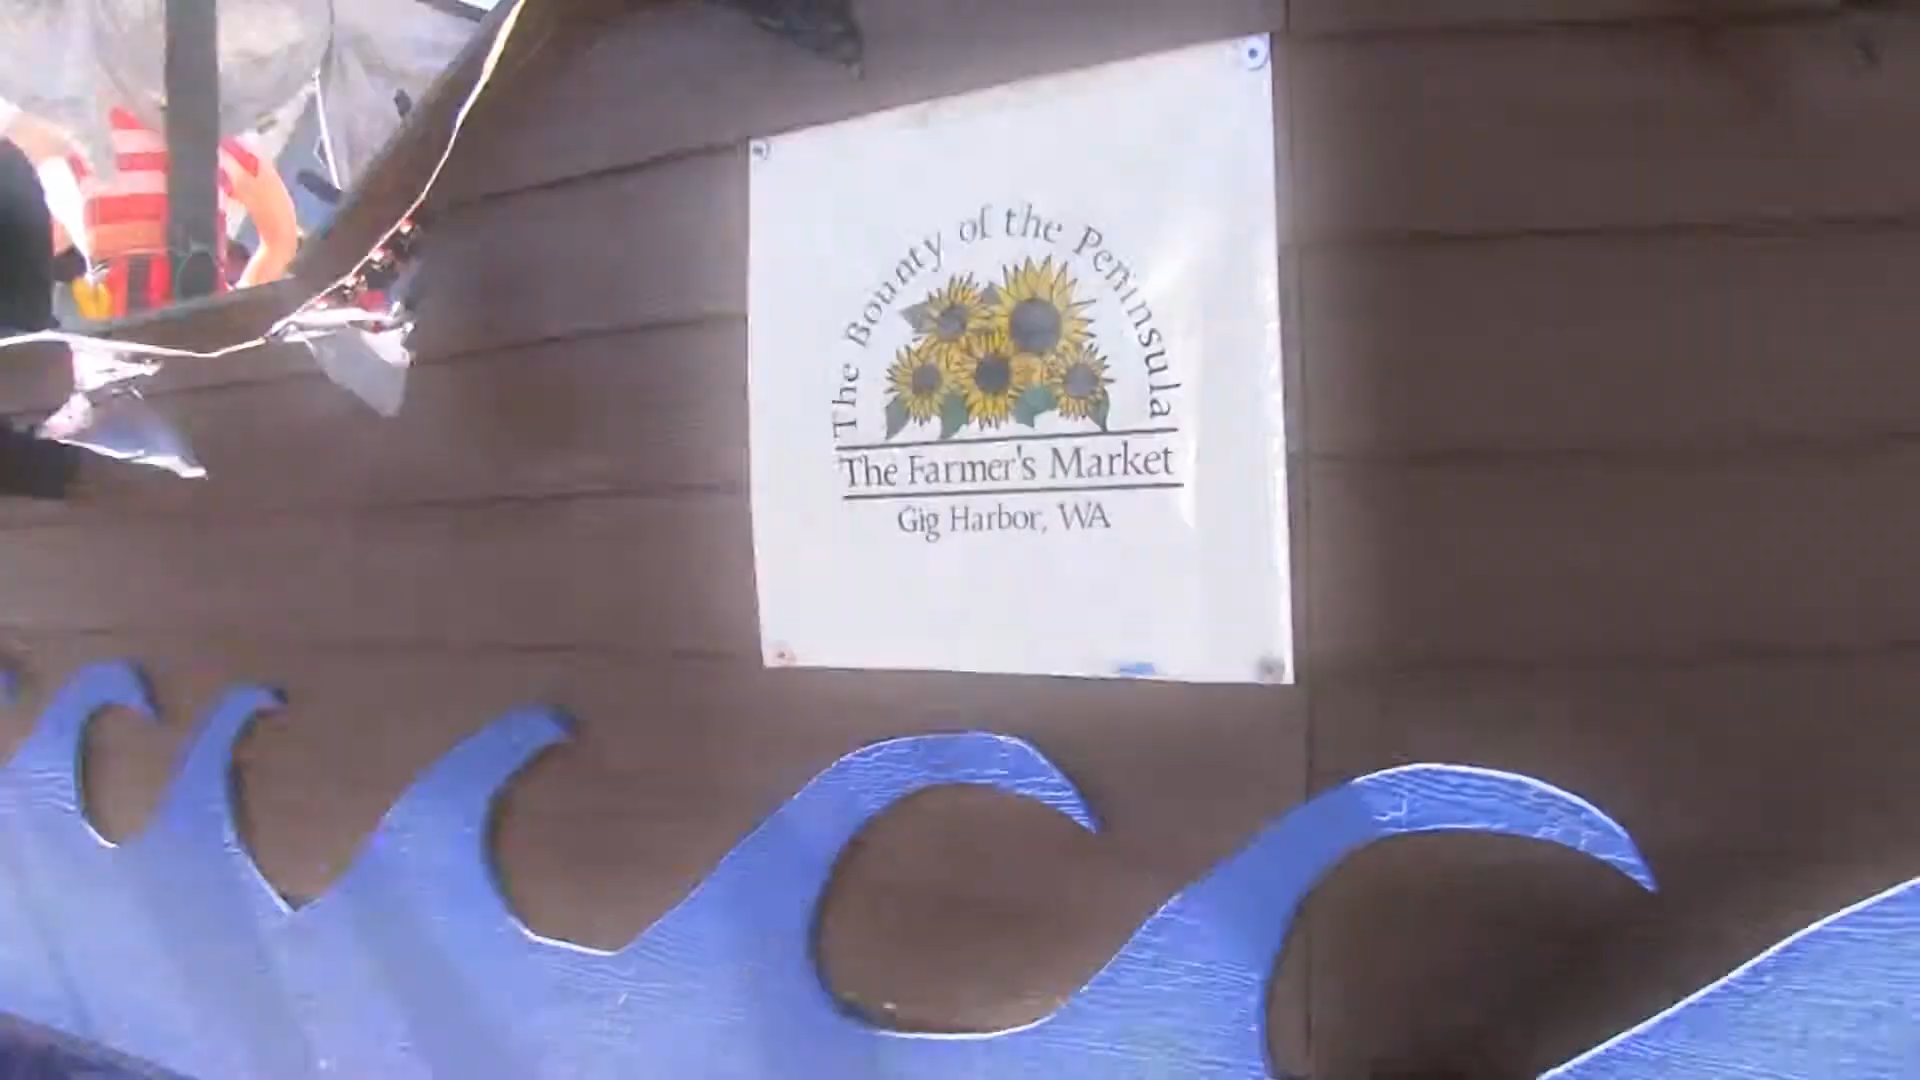 The Bounty of the Peninsula
The Farmer's Market
Gig Harbor, WA